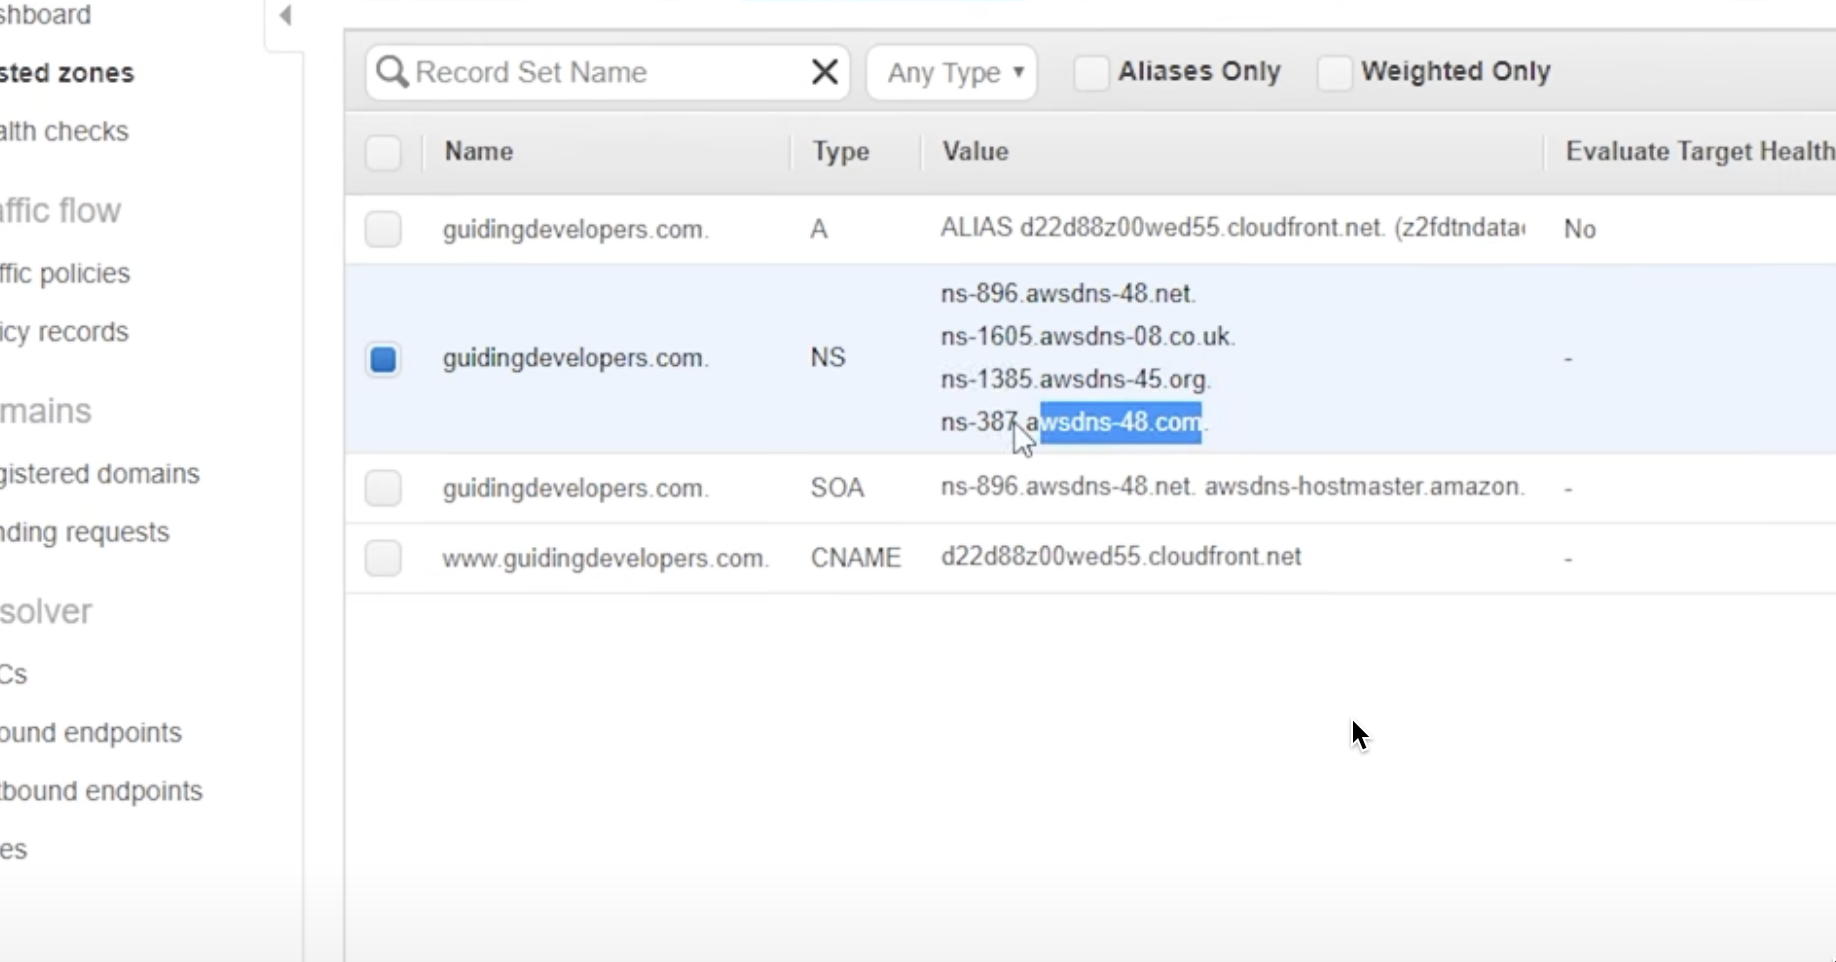 shboard
sted zones
alth checks
affic flow
ffic policies
icy records
mains
gistered domains
nding requests
solver
Cs
ound endpoints
tbound endpoints
es
Record Set Name
Any Type
Aliases Only
Weighted Only
Name Type Value Evaluate Target Health
guidingdevelopers.com. A ALIAS d22d88z00wed55.cloudfront.net. (z2fdtndata No
guidingdevelopers.com. NS ns-896.awsdns-48.net. -
ns-1605.awsdns-08.co.uk.
ns-1385.awsdns-45.org.
ns-387.awsdns-48.com.
guidingdevelopers.com. SOA ns-896.awsdns-48.net. awsdns-hostmaster.amazon. -
www.guidingdevelopers.com. CNAME d22d88z00wed55.cloudfront.net -